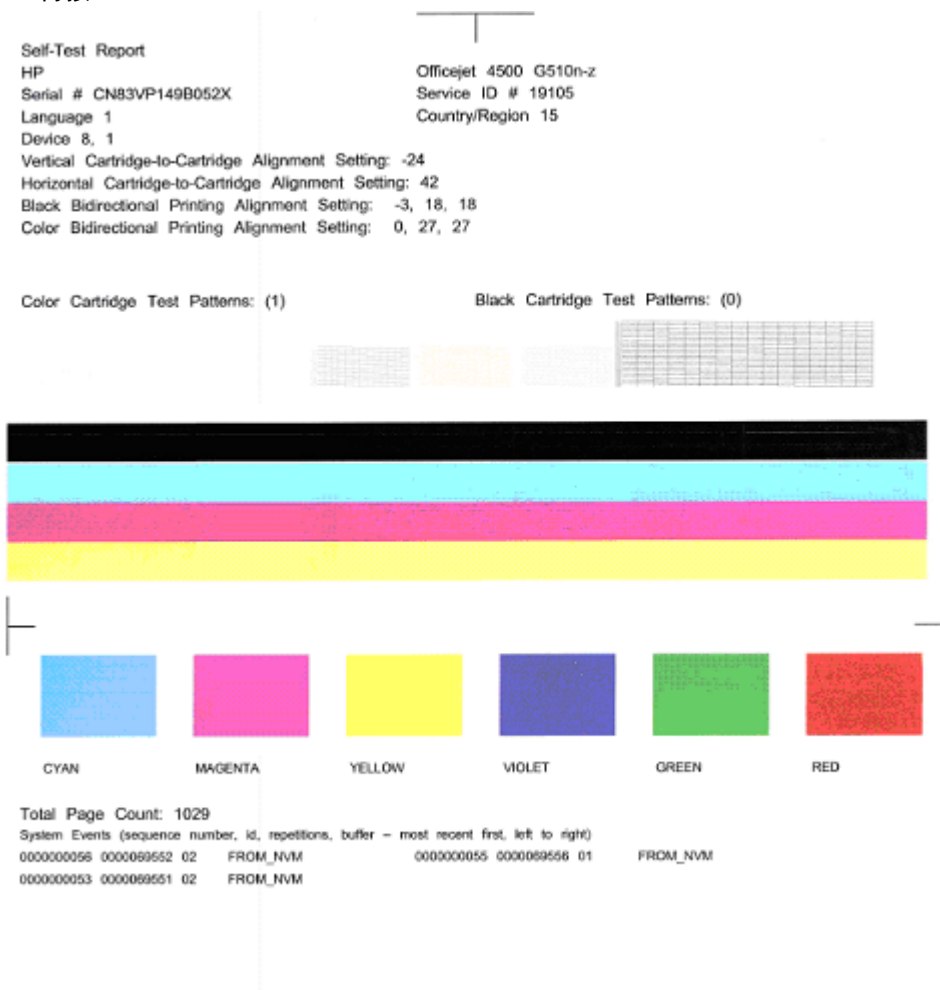 Self-Test Report
HP
Officejet 4500 G510n-z
Serial # CN83VP149B052X
Service ID # 19105
Language 1
Country/Region 15
Device 8, 1
Vertical Cartridge-to-Cartridge Alignment Setting: -24
Horizontal Cartridge-to-Cartridge Alignment Setting: 42
Black Bidirectional Printing Alignment Setting: -3, 18, 18
Color Bidirectional Printing Alignment Setting: 0, 27, 27
Color Cartridge Test Patterns: (1)
Black Cartridge Test Patterns: (0)
CYAN
MAGENTA
YELLOW
VIOLET
GREEN
RED
Total Page Count: 1029
System Events (sequence number, id, repetitions, buffer – most recent first, left to right)
0000000056 0000069552 02 FROM_NVM
0000000055 0000069556 01 FROM_NVM
0000000053 0000069551 02 FROM_NVM